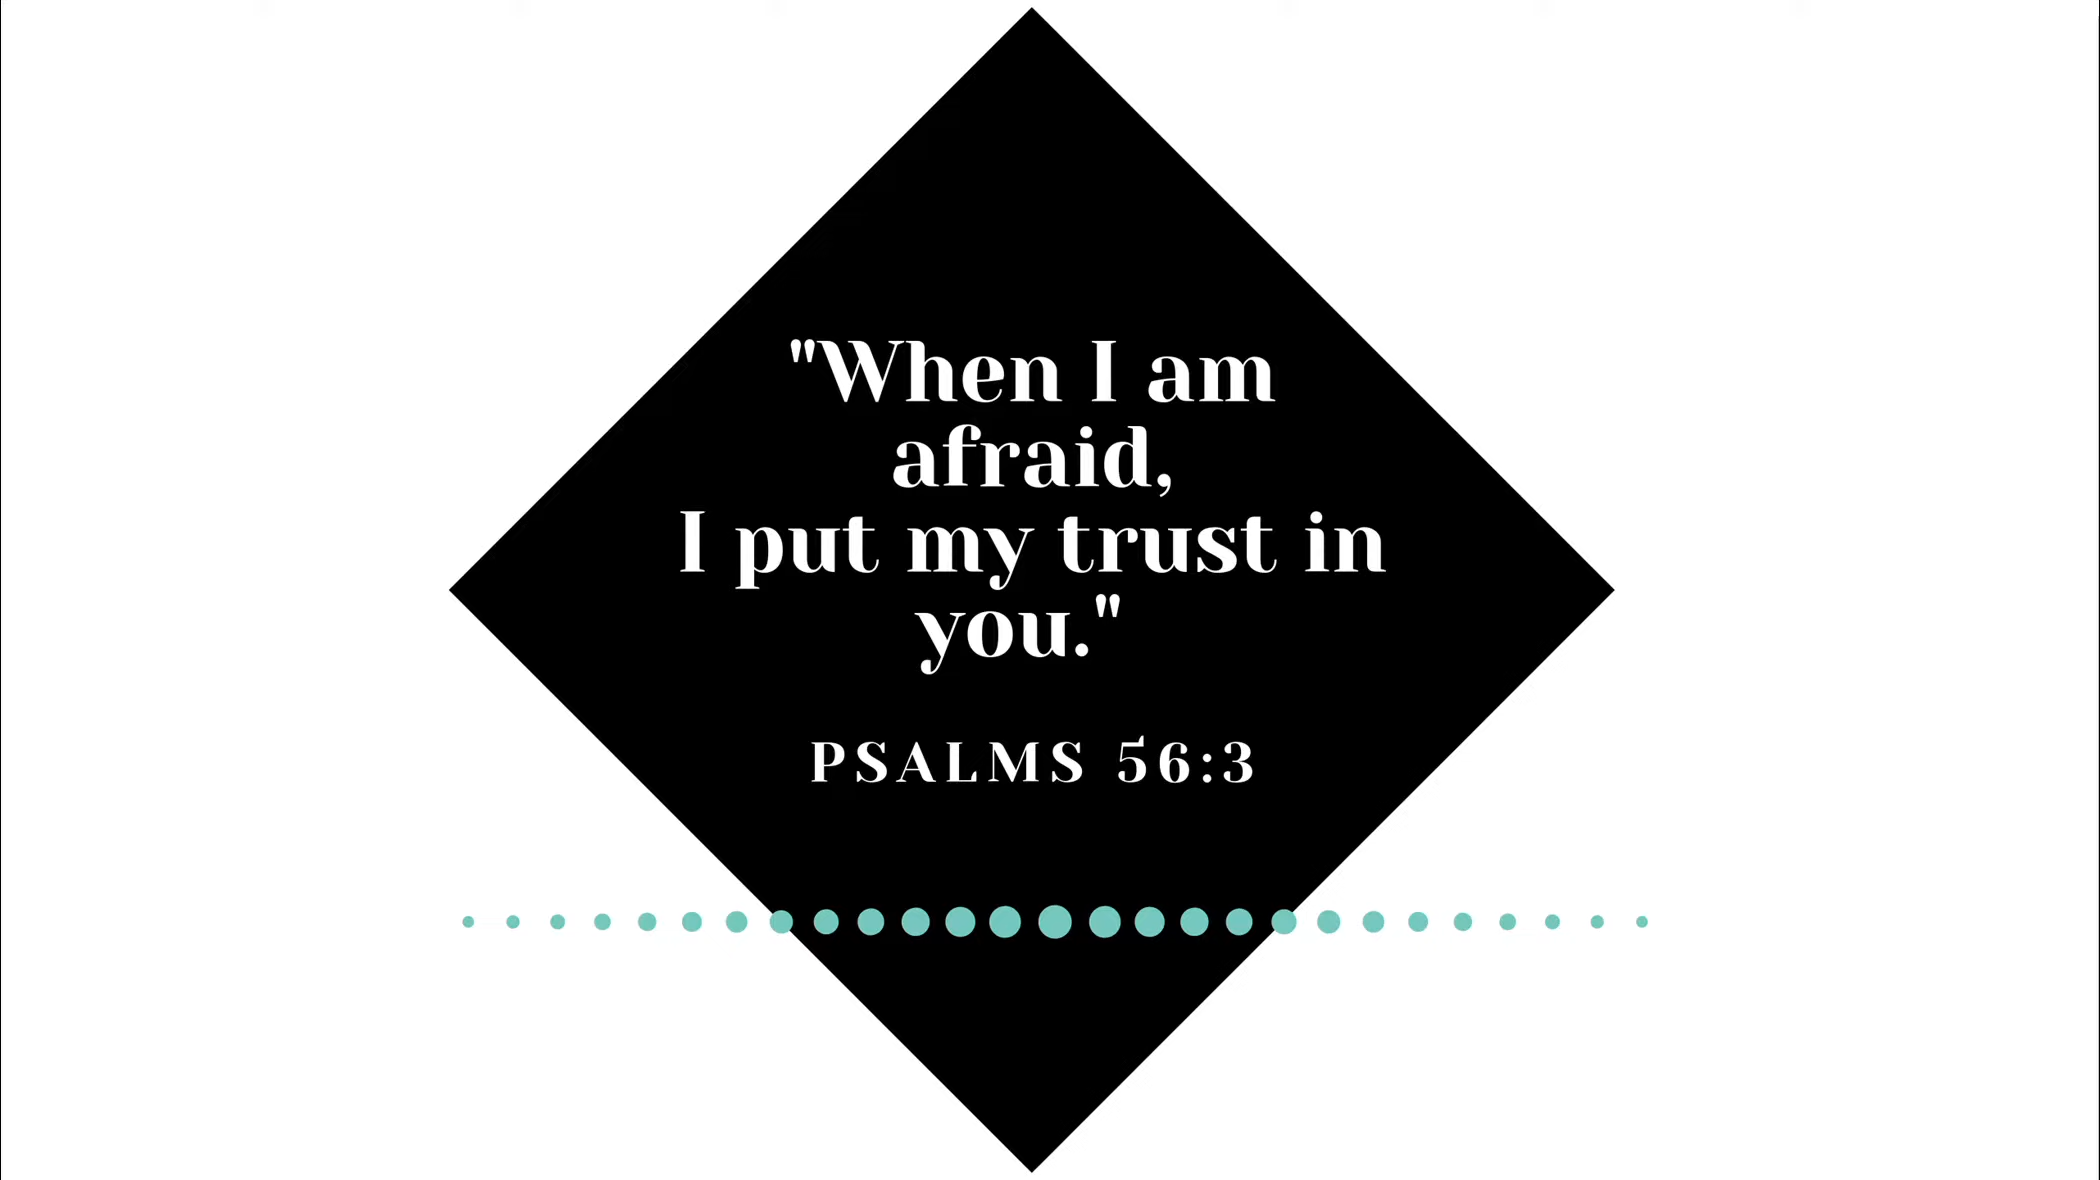 "When I am
afraid,
I put my trust in
you."
PSALMS 56:3